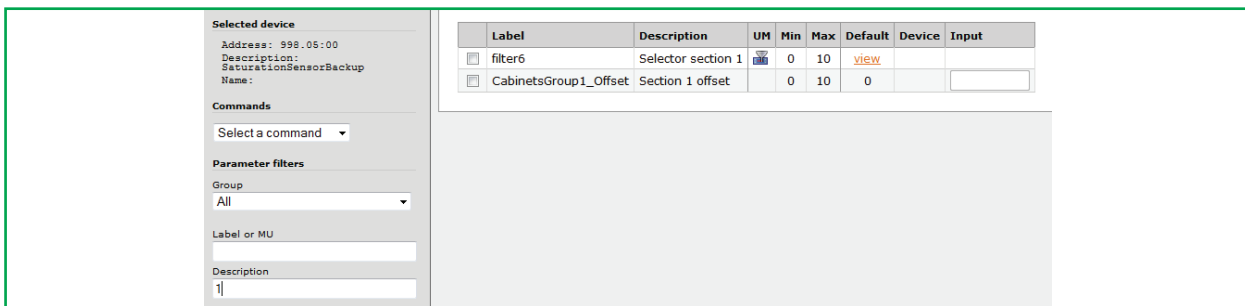 Selected device
Address: 998.05:00
Description:
SaturationSensorBackup
Name:
Commands
Select a command
Parameter filters
Group
All
Label or MU
Description
1
Label Description UM Min Max Default Device Input
filter6 Selector section 1 0 10 view
CabinetsGroup1_Offset Section 1 offset 0 10 0